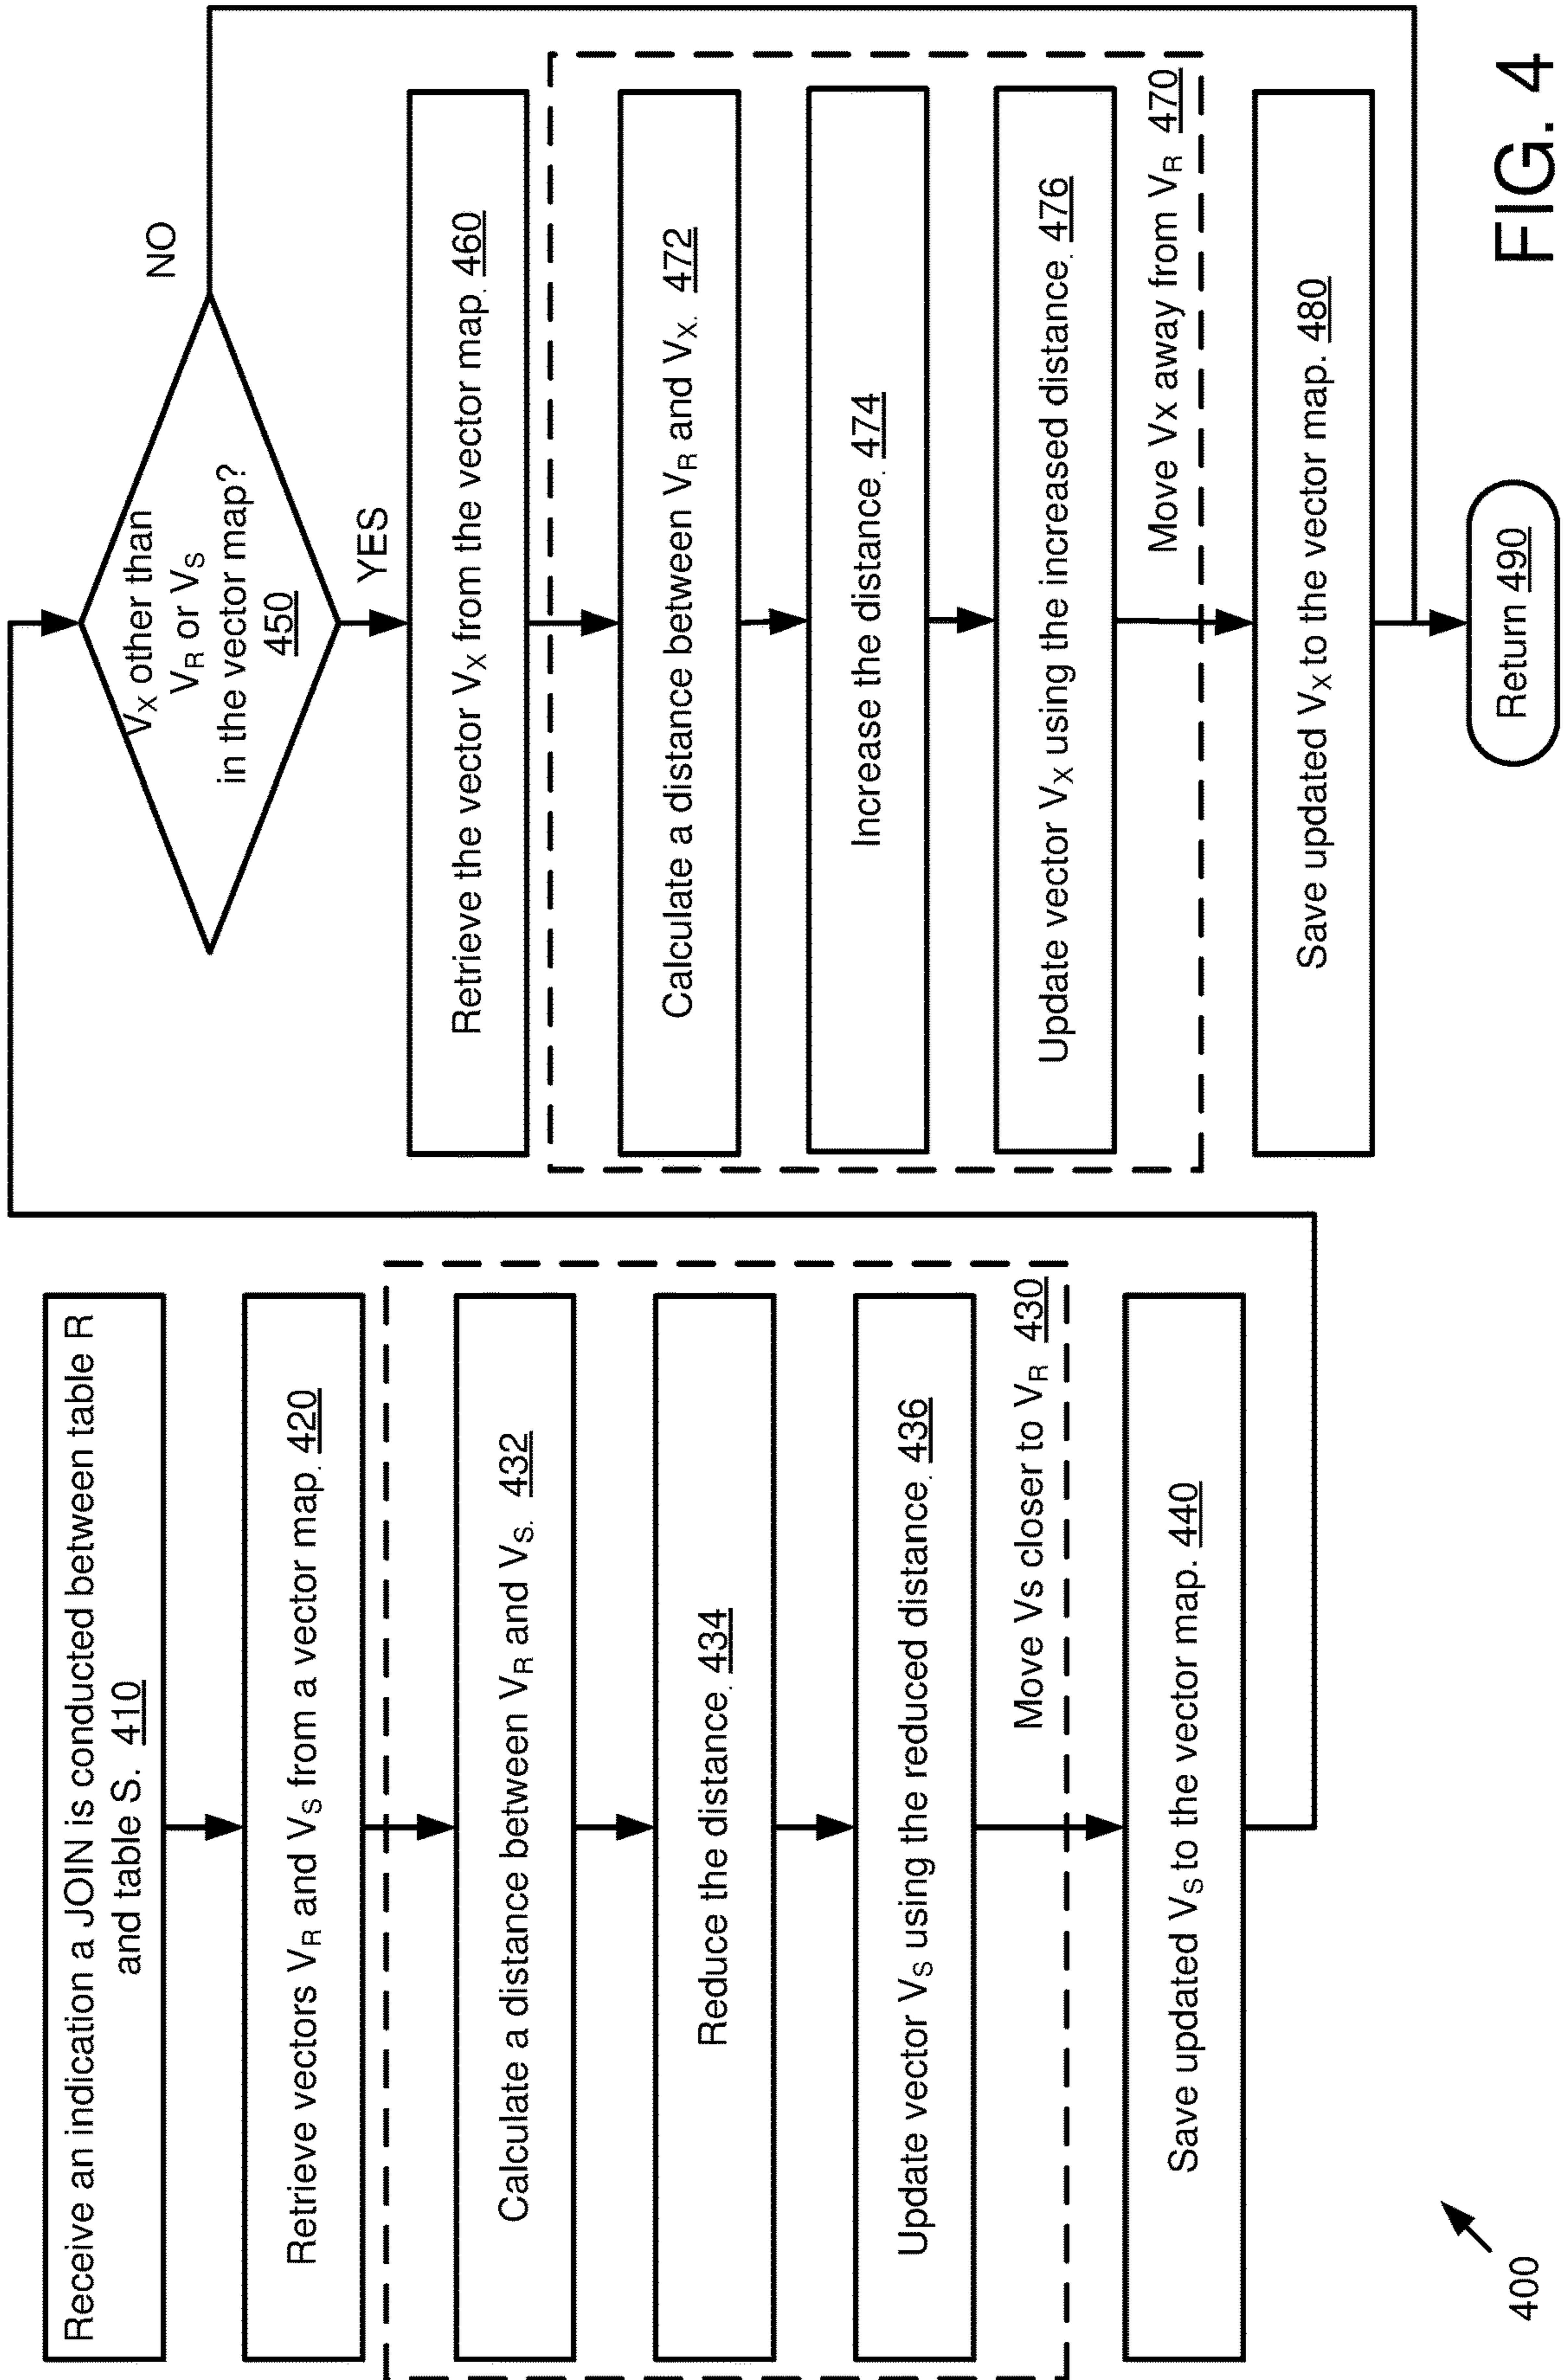 Receive an indication a JOIN is conducted between table R
and table S. 410
Retrieve vectors VR and VS from a vector map. 420
Calculate a distance between VR and VS. 432
Reduce the distance. 434
Update vector VS using the reduced distance. 436
Move Vs closer to VR 430
Save updated VS to the vector map. 440
400
VX other than
VR or VS
in the vector map?
450
NO
YES
Retrieve the vector VX from the vector map. 460
Calculate a distance between VR and VX. 472
Increase the distance. 474
Update vector VX using the increased distance. 476
Move Vx away from VR 470
Save updated VX to the vector map. 480
Return 490
FIG. 4